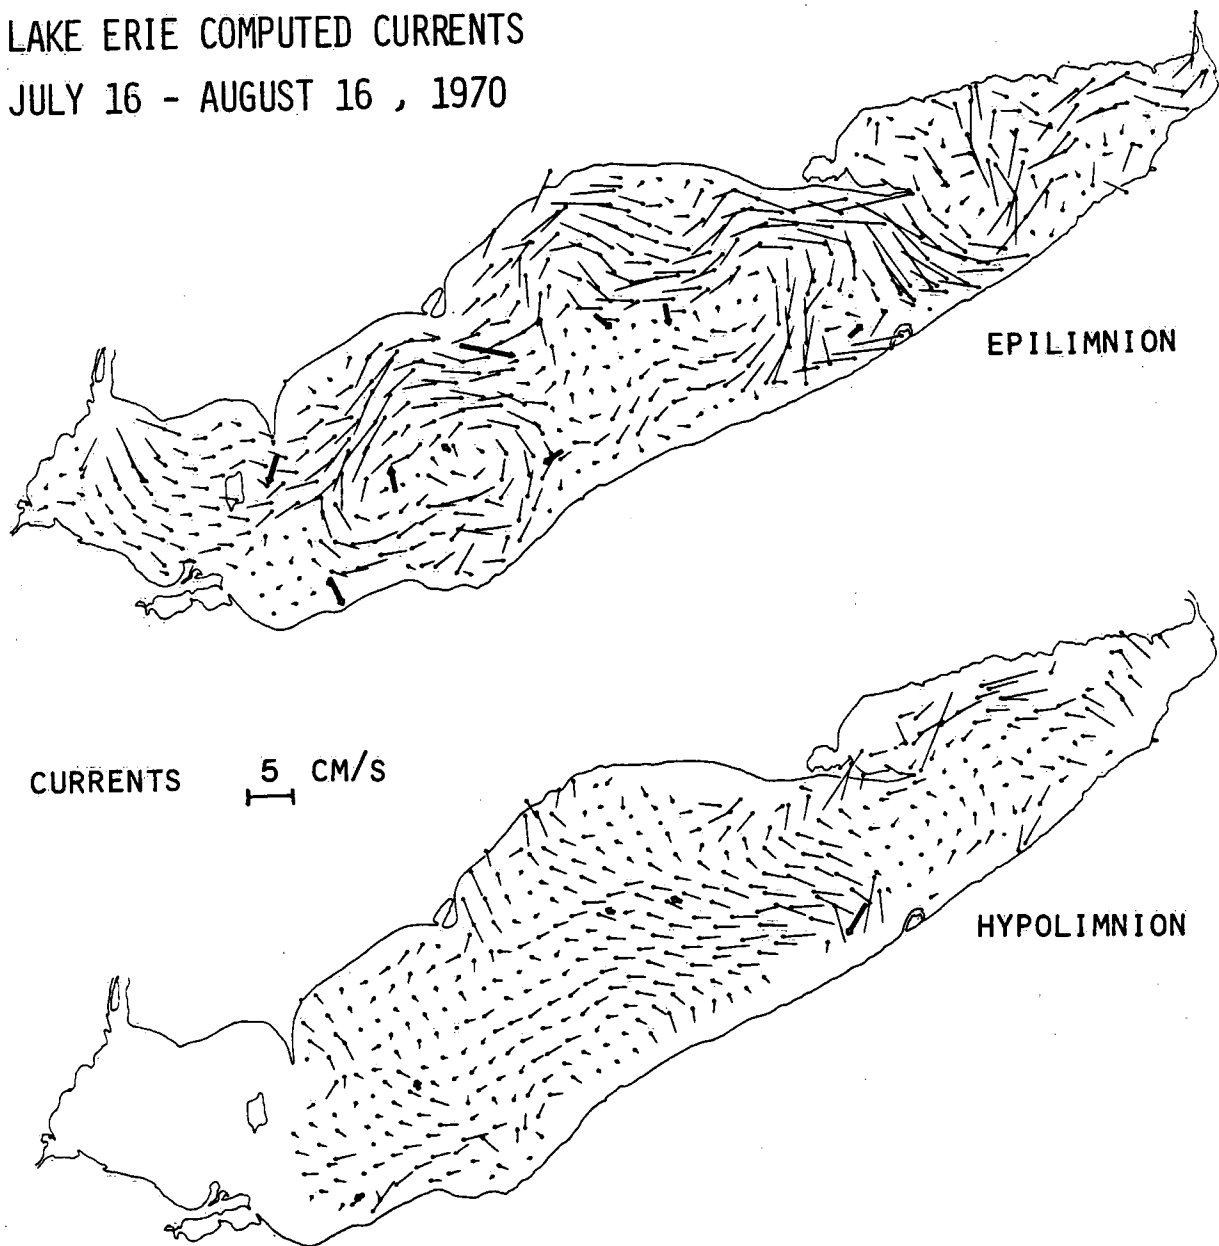 LAKE ERIE COMPUTED CURRENTS
JULY 16 - AUGUST 16 , 1970
EPILIMNION
CURRENTS 5 CM/S
HYPOLIMNION